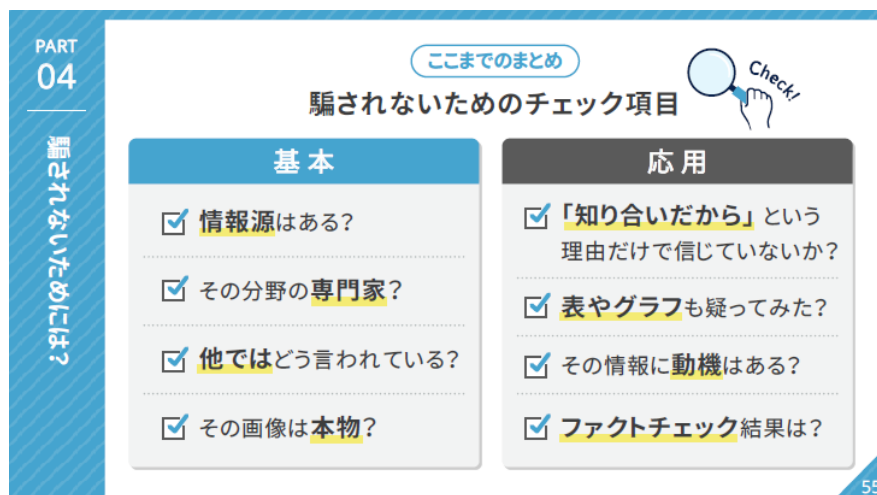 PART
04
騙されないためには?
ここまでのまとめ
騙されないためのチェック項目
Check!
基本
情報源はある?
その分野の専門家?
他ではどう言われている?
その画像は本物?
応用
「知り合いだから」という
理由だけで信じていないか?
表やグラフも疑ってみた?
その情報に動機はある?
ファクトチェック結果は?
55